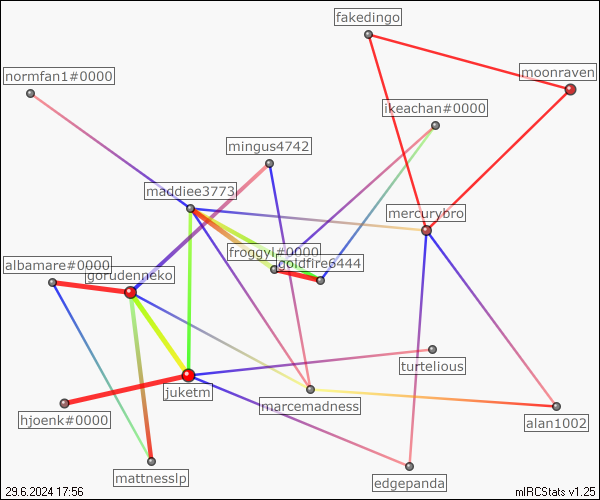 fakedingo
moonraven
normfan1#0000
ikeachan#0000
mingus4742
maddiee3773
mercurybro
froggyl#0000
goldfire6444
albamare#0000
gorudenneko
turtelious
juketm
marcemadness
hjoenk#0000
alan1002
mattnesslp
edgepanda
29.6.2024 17:56
mIRCStats v1.25